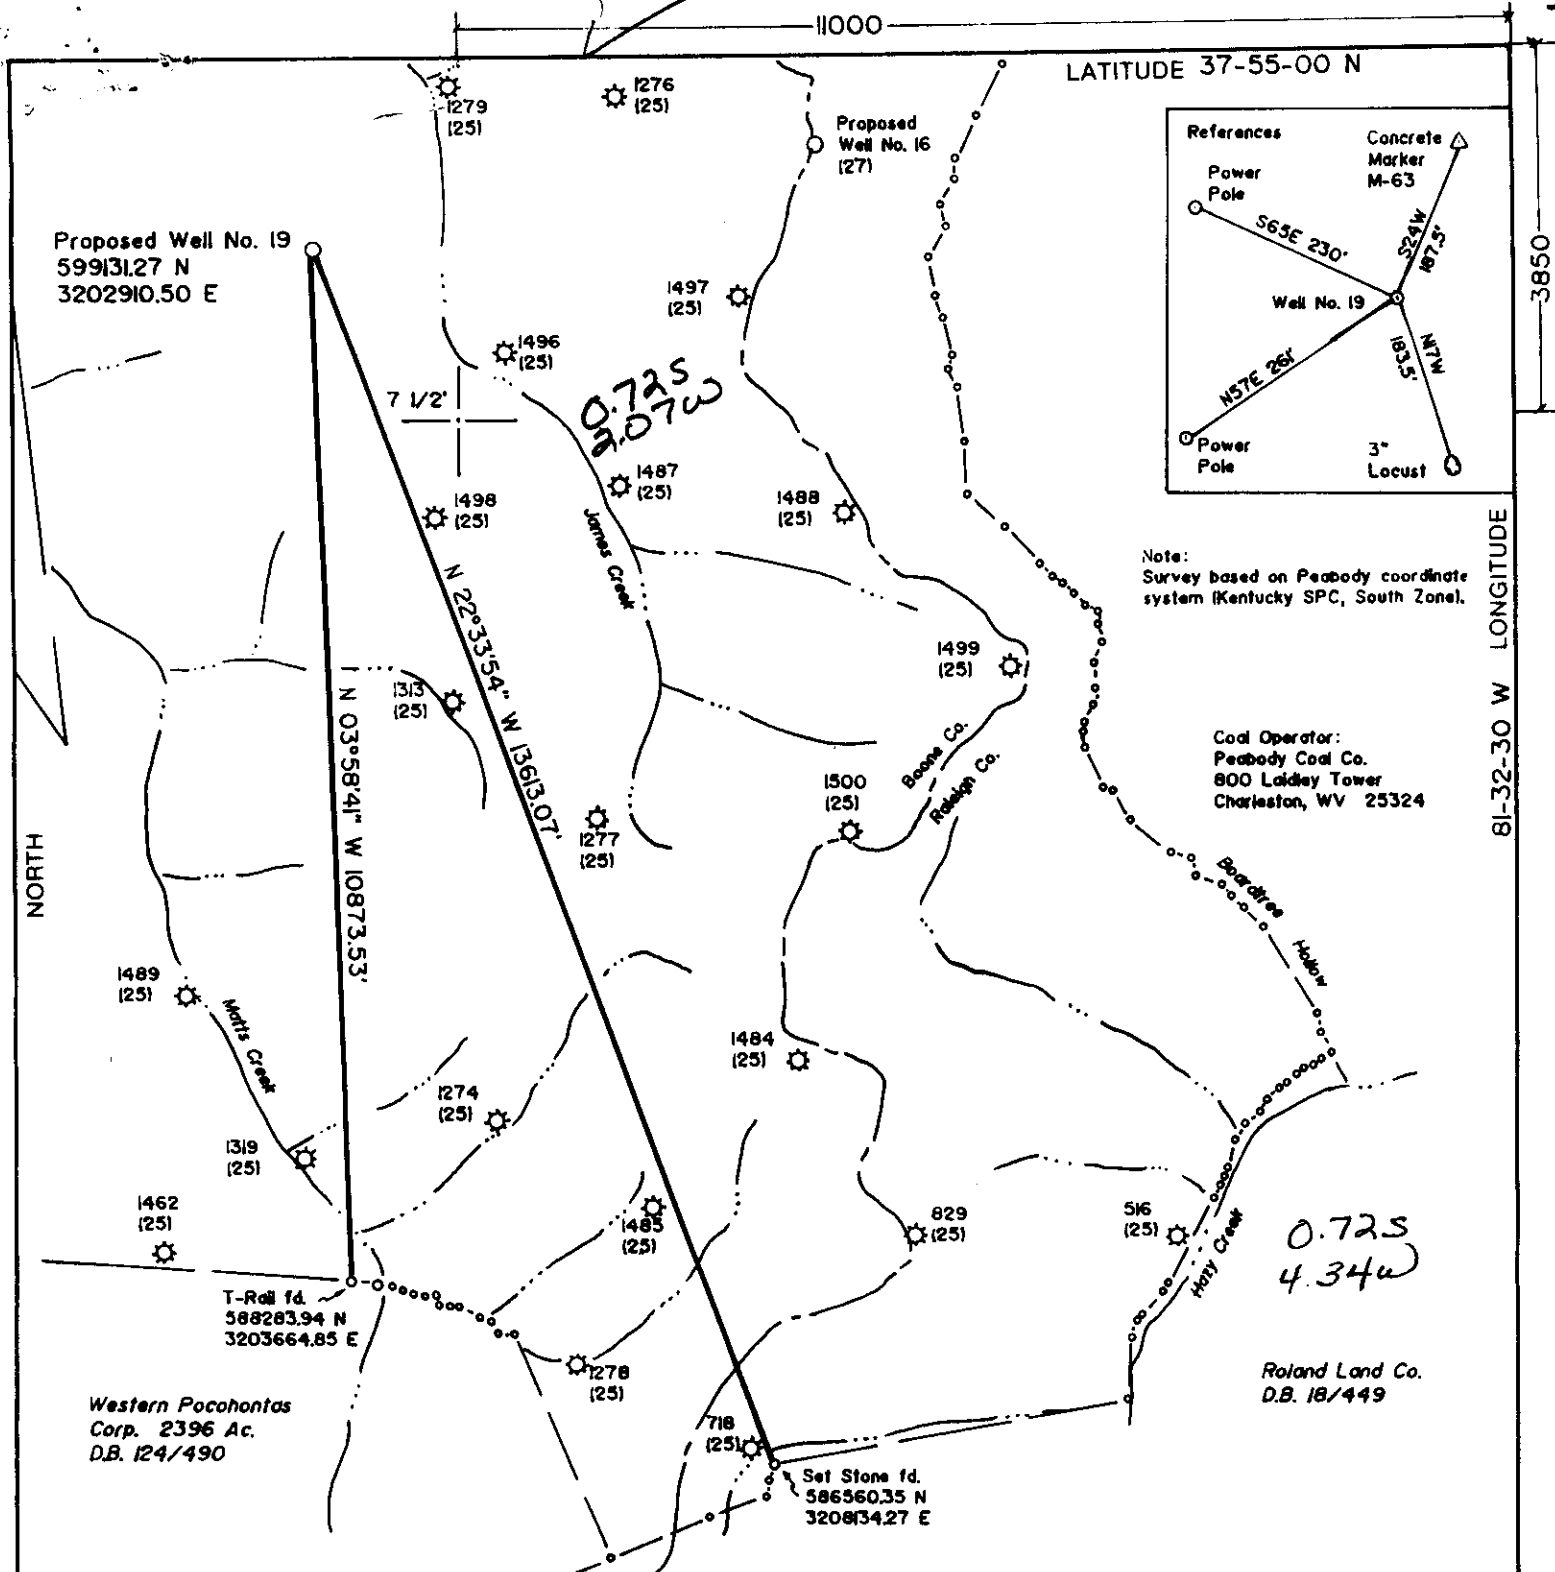 11000
LATITUDE 37-55-00 N
3850
1279
(25)
1276
(25)
Proposed
Well No. 16
(27)
References
Power
Pole
Concrete
Marker
M-63
S65E 230'
S24W
187.5'
Well No. 19
N57E 261'
N17W
183.5'
Power
Pole
3"
Locust
Proposed Well No. 19
599131.27 N
3202910.50 E
1497
(25)
1496
(25)
7 1/2'
0.72S
2.07W
1487
(25)
1488
(25)
1498
(25)
James Creek
Note:
Survey based on Peabody coordinate
system (Kentucky SPC, South Zone).
81-32-30 W LONGITUDE
N 22°33'54" W 13613.07'
N 03°58'41" W 10873.53'
1499
(25)
1313
(25)
Boone Co.
Raleigh Co.
Coal Operator:
Peabody Coal Co.
800 Laidley Tower
Charleston, WV 25324
1500
(25)
1277
(25)
NORTH
Boardtree
Hollow
1489
(25)
Matts Creek
1484
(25)
1274
(25)
1319
(25)
1462
(25)
1485
(25)
829
(25)
516
(25)
Hazy Creek
0.72S
4.34W
T-Rail fd.
588283.94 N
3203664.85 E
1278
(25)
Roland Land Co.
D.B. 18/449
Western Pocohontas
Corp. 2396 Ac.
D.B. 124/490
718
(25)
Set Stone fd.
586560.35 N
3208134.27 E